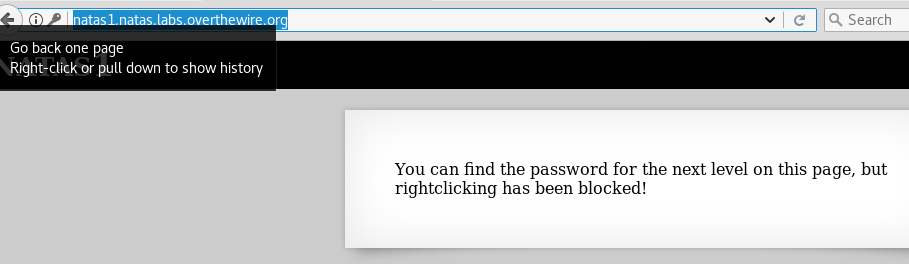 natas1.natas.labs.overthewire.org
Search
Go back one page
Right-click or pull down to show history
NATAS1
You can find the password for the next level on this page, but
rightclicking has been blocked!